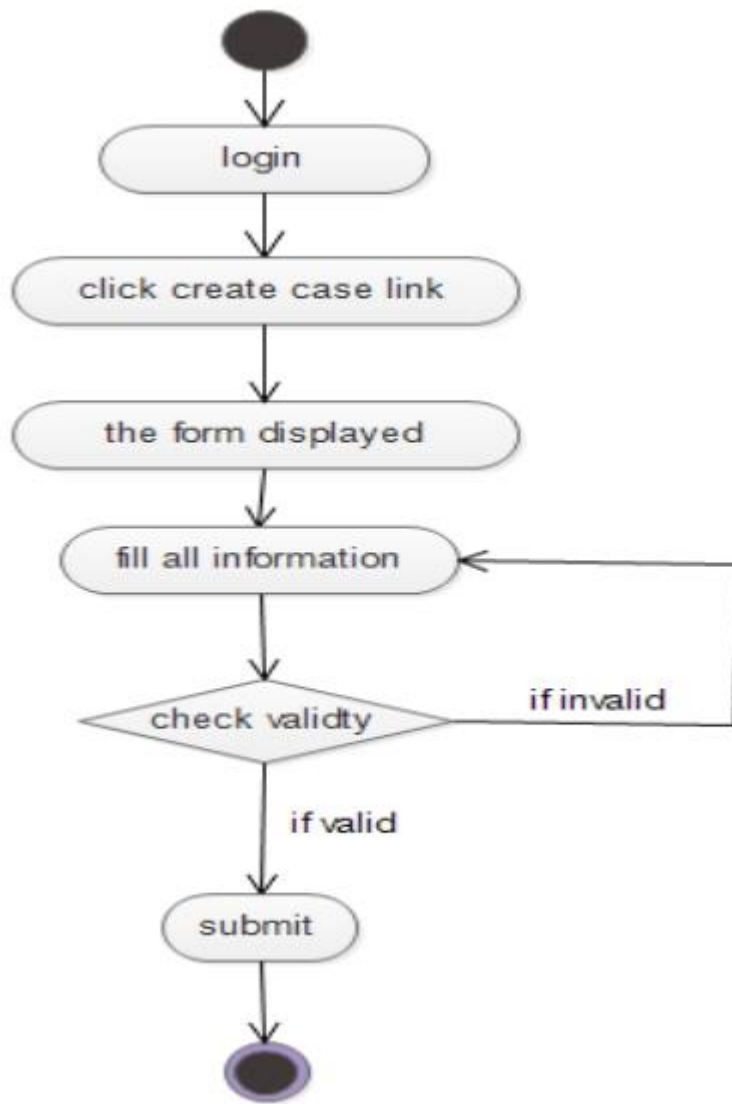 login
click create case link
the form displayed
fill all information
check validty
if invalid
if valid
submit